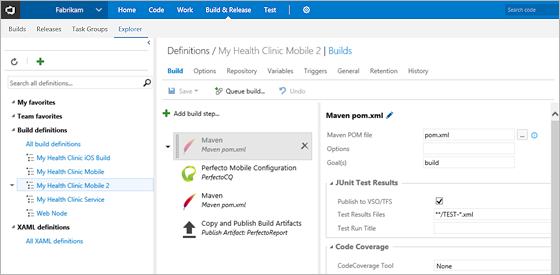 Fabrikam Home Code Work Build & Release Test Search code
Builds Releases Task Groups Explorer
Definitions / My Health Clinic Mobile 2 | Builds
Build Options Repository Variables Triggers General Retention History
Save Queue build... Undo
Search all definitions...
My favorites
Team favorites
Build definitions
All build definitions
My Health Clinic iOS Build
My Health Clinic Mobile
My Health Clinic Mobile 2
My Health Clinic Service
Web Node
XAML definitions
All XAML definitions
Add build step...
Maven
Maven pom.xml
Perfecto Mobile Configuration
PerfectoCQ
Maven
Maven pom.xml
Copy and Publish Build Artifacts
Publish Artifact: PerfectoReport
Maven pom.xml
Maven POM file pom.xml ...
Options
Goal(s) build
JUnit Test Results
Publish to VSO/TFS
Test Results Files **/TEST-*.xml
Test Run Title
Code Coverage
CodeCoverage Tool None